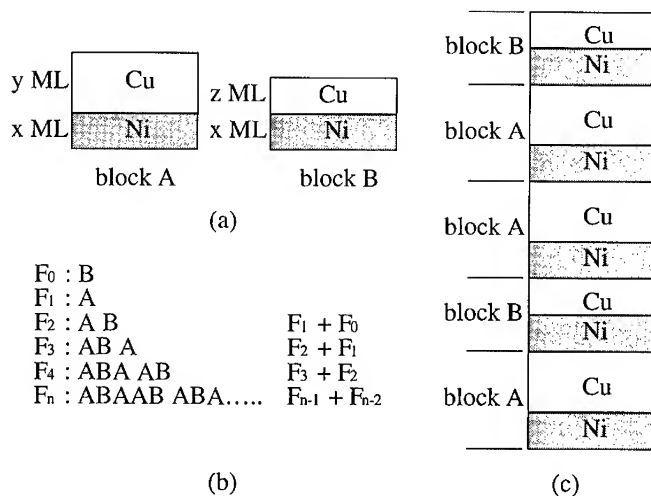 (a)
y ML
Cu
x ML
Ni
block A
z ML
Cu
x ML
Ni
block B
(b)
F0 : B
F1 : A
F2 : A B F1 + F0
F3 : AB A F2 + F1
F4 : ABA AB F3 + F2
Fn : ABAAB ABA..... Fn-1 + Fn-2
block B
Cu
Ni
block A
Cu
Ni
block A
Cu
Ni
block B
Cu
Ni
block A
Cu
Ni
(c)